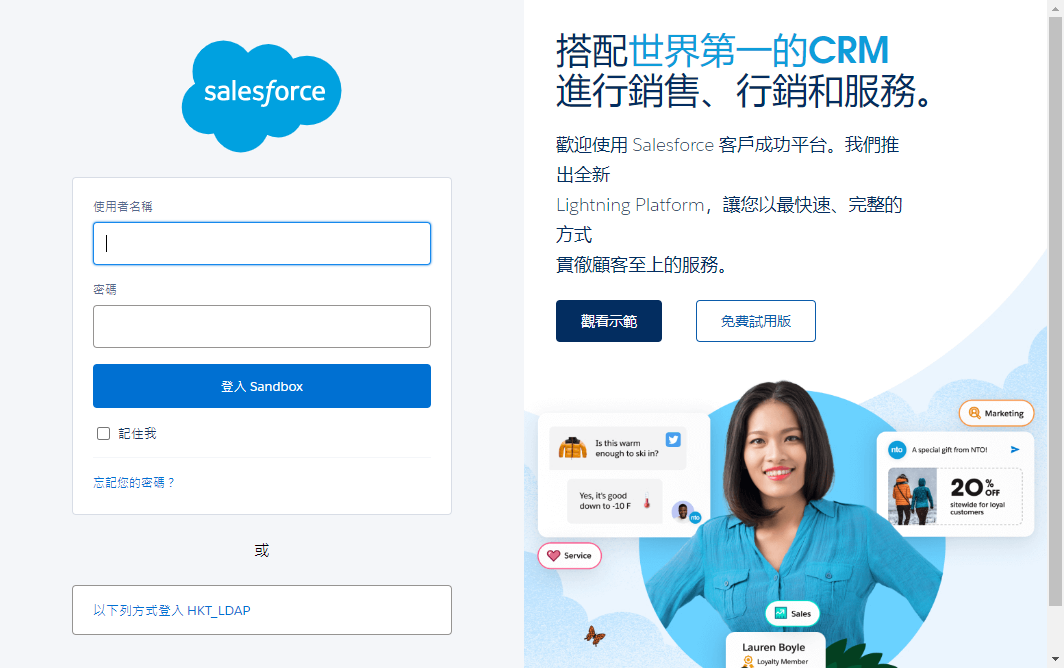 salesforce
使用者名稱
密碼
登入 Sandbox
記住我
忘記您的密碼？
或
以下列方式登入 HKT_LDAP
搭配世界第一的CRM
進行銷售、行銷和服務。
歡迎使用 Salesforce 客戶成功平台。我們推
出全新
Lightning Platform，讓您以最快速、完整的
方式
貫徹顧客至上的服務。
觀看示範
免費試用版
Marketing
Is this warm
enough to ski in?
nto
A special gift from NTO!
Yes, it's good
down to -10 F
nto
20% OFF
sitewide for loyal
customers
Service
Sales
Lauren Boyle
Loyalty Member